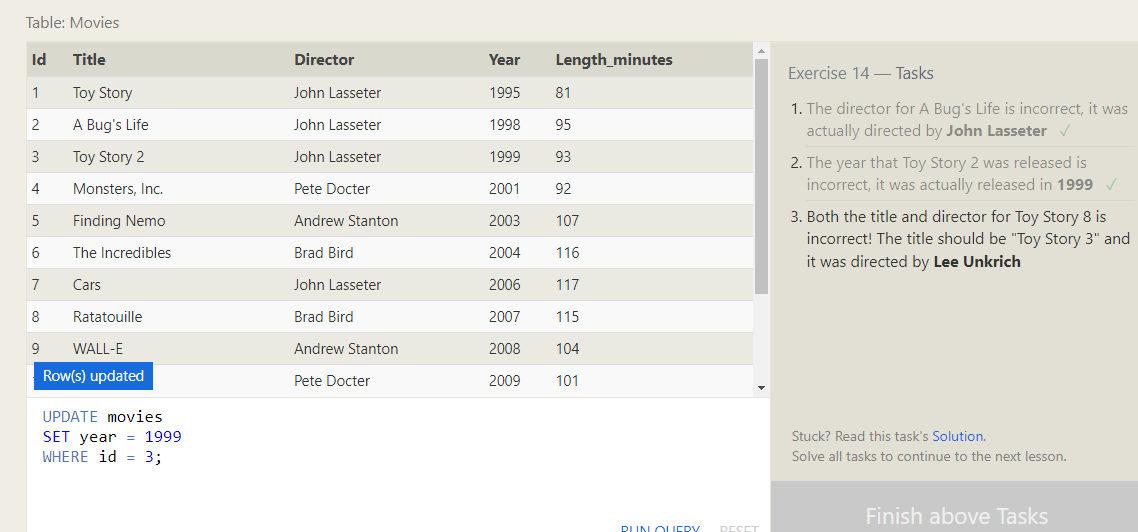 Table: Movies
Id Title Director Year Length_minutes
1 Toy Story John Lasseter 1995 81
2 A Bug's Life John Lasseter 1998 95
3 Toy Story 2 John Lasseter 1999 93
4 Monsters, Inc. Pete Docter 2001 92
5 Finding Nemo Andrew Stanton 2003 107
6 The Incredibles Brad Bird 2004 116
7 Cars John Lasseter 2006 117
8 Ratatouille Brad Bird 2007 115
9 WALL-E Andrew Stanton 2008 104
Row(s) updated
Pete Docter 2009 101
UPDATE movies
SET year = 1999
WHERE id = 3;
RUN QUERY RESET
Exercise 14 — Tasks
1. The director for A Bug's Life is incorrect, it was
actually directed by John Lasseter ✓
2. The year that Toy Story 2 was released is
incorrect, it was actually released in 1999 ✓
3. Both the title and director for Toy Story 8 is
incorrect! The title should be "Toy Story 3" and
it was directed by Lee Unkrich
Stuck? Read this task's Solution.
Solve all tasks to continue to the next lesson.
Finish above Tasks